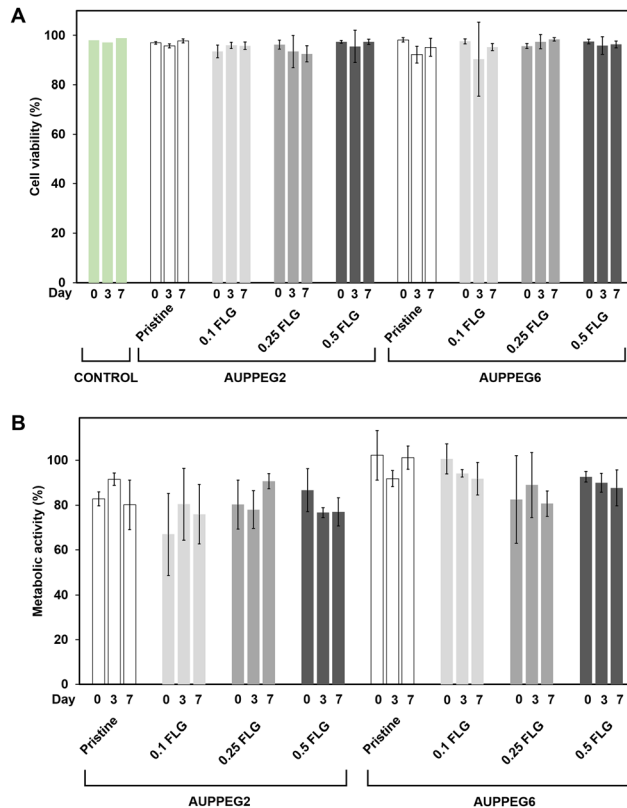 A
Cell viability (%)
120
100
80
60
40
20
0
Day 0 3 7 0 3 7 0 3 7 0 3 7 0 3 7 0 3 7 0 3 7 0 3 7 0 3 7
Pristine 0.1 FLG 0.25 FLG 0.5 FLG Pristine 0.1 FLG 0.25 FLG 0.5 FLG
CONTROL AUPPEG2 AUPPEG6
B
Metabolic activity (%)
100
80
60
40
20
0
Day 0 3 7 0 3 7 0 3 7 0 3 7 0 3 7 0 3 7 0 3 7 0 3 7
Pristine 0.1 FLG 0.25 FLG 0.5 FLG Pristine 0.1 FLG 0.25 FLG 0.5 FLG
AUPPEG2 AUPPEG6